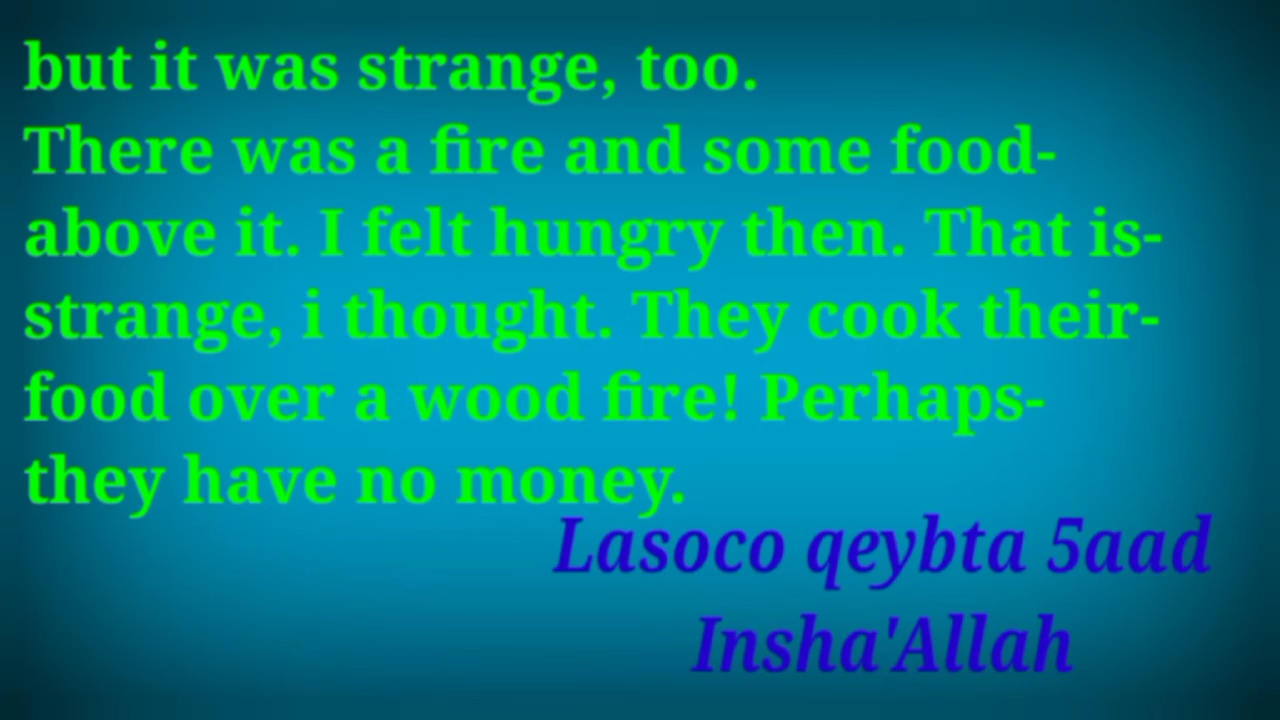 but it was strange, too.
There was a fire and some food-
above it. I felt hungry then. That is-
strange, i thought. They cook their-
food over a wood fire! Perhaps-
they have no money.
Lasoco qeybta 5aad
Insha'Allah